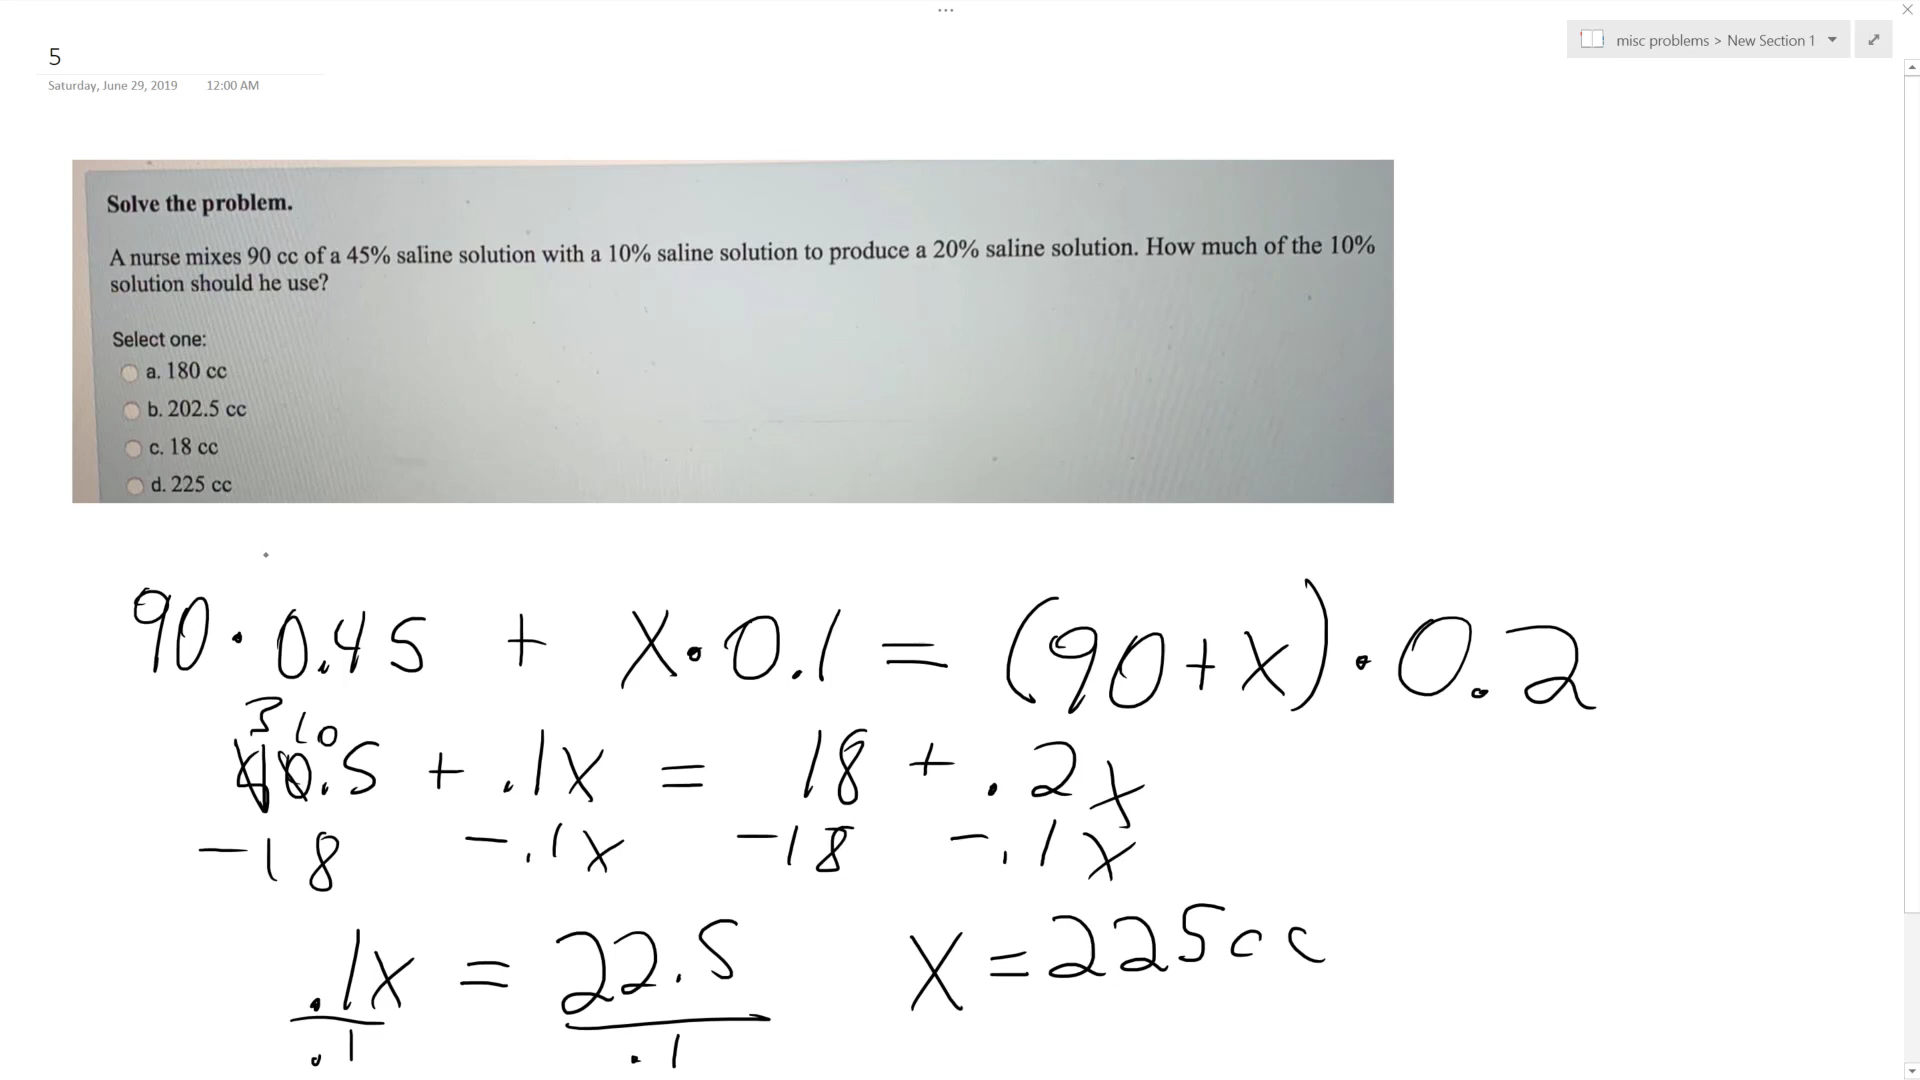 ...
misc problems > New Section 1
5
Saturday, June 29, 2019 12:00 AM
Solve the problem.
A nurse mixes 90 cc of a 45% saline solution with a 10% saline solution to produce a 20% saline solution. How much of the 10%
solution should he use?
Select one:
a. 180 cc
b. 202.5 cc
c. 18 cc
d. 225 cc
90 · 0.45 + x · 0.1 = (90 + x) · 0.2
3 10
40.5 + .1x = 18 + .2x
-18 -.1x -18 -.1x
.1x = 22.5 x = 225cc
.1 .1